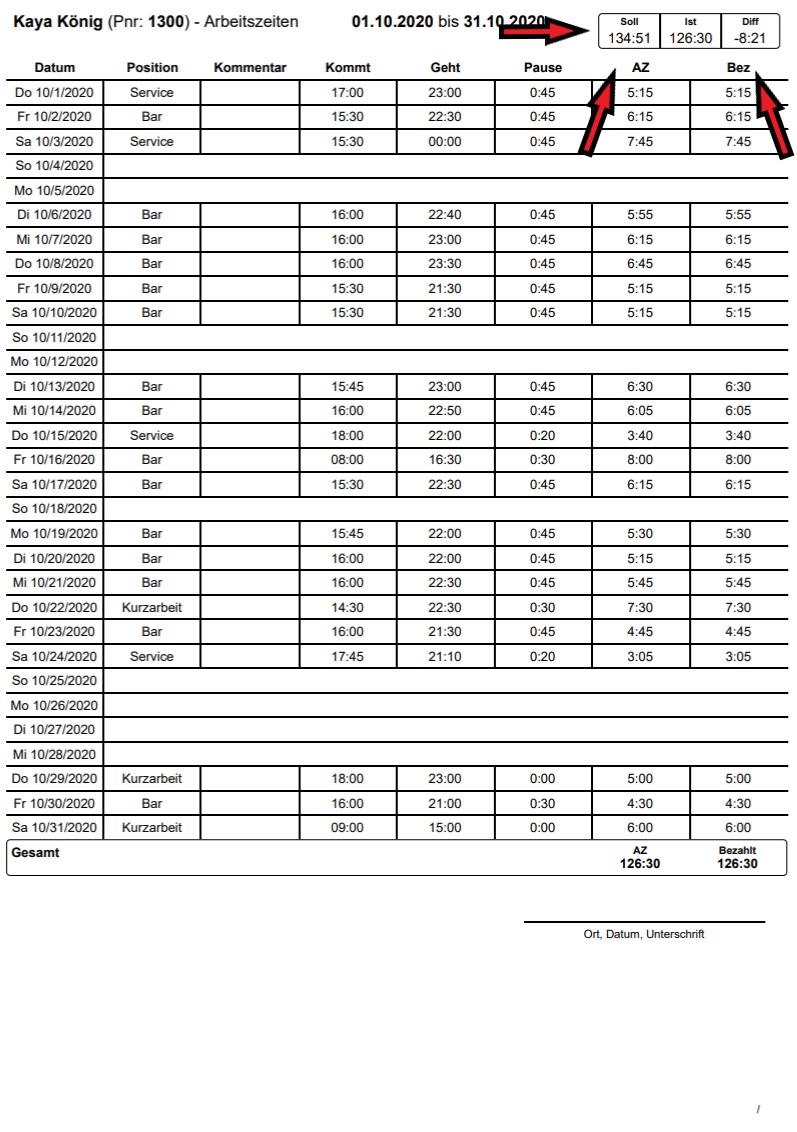 Kaya König (Pnr: 1300) - Arbeitszeiten 01.10.2020 bis 31.10.2020
Soll Ist Diff
134:51 126:30 -8:21
Datum Position Kommentar Kommt Geht Pause AZ Bez
Do 10/1/2020 Service 17:00 23:00 0:45 5:15 5:15
Fr 10/2/2020 Bar 15:30 22:30 0:45 6:15 6:15
Sa 10/3/2020 Service 15:30 00:00 0:45 7:45 7:45
So 10/4/2020
Mo 10/5/2020
Di 10/6/2020 Bar 16:00 22:40 0:45 5:55 5:55
Mi 10/7/2020 Bar 16:00 23:00 0:45 6:15 6:15
Do 10/8/2020 Bar 16:00 23:30 0:45 6:45 6:45
Fr 10/9/2020 Bar 15:30 21:30 0:45 5:15 5:15
Sa 10/10/2020 Bar 15:30 21:30 0:45 5:15 5:15
So 10/11/2020
Mo 10/12/2020
Di 10/13/2020 Bar 15:45 23:00 0:45 6:30 6:30
Mi 10/14/2020 Bar 16:00 22:50 0:45 6:05 6:05
Do 10/15/2020 Service 18:00 22:00 0:20 3:40 3:40
Fr 10/16/2020 Bar 08:00 16:30 0:30 8:00 8:00
Sa 10/17/2020 Bar 15:30 22:30 0:45 6:15 6:15
So 10/18/2020
Mo 10/19/2020 Bar 15:45 22:00 0:45 5:30 5:30
Di 10/20/2020 Bar 16:00 22:00 0:45 5:15 5:15
Mi 10/21/2020 Bar 16:00 22:30 0:45 5:45 5:45
Do 10/22/2020 Kurzarbeit 14:30 22:30 0:30 7:30 7:30
Fr 10/23/2020 Bar 16:00 21:30 0:45 4:45 4:45
Sa 10/24/2020 Service 17:45 21:10 0:20 3:05 3:05
So 10/25/2020
Mo 10/26/2020
Di 10/27/2020
Mi 10/28/2020
Do 10/29/2020 Kurzarbeit 18:00 23:00 0:00 5:00 5:00
Fr 10/30/2020 Bar 16:00 21:00 0:30 4:30 4:30
Sa 10/31/2020 Kurzarbeit 09:00 15:00 0:00 6:00 6:00
Gesamt AZ Bezahlt
126:30 126:30
Ort, Datum, Unterschrift
/